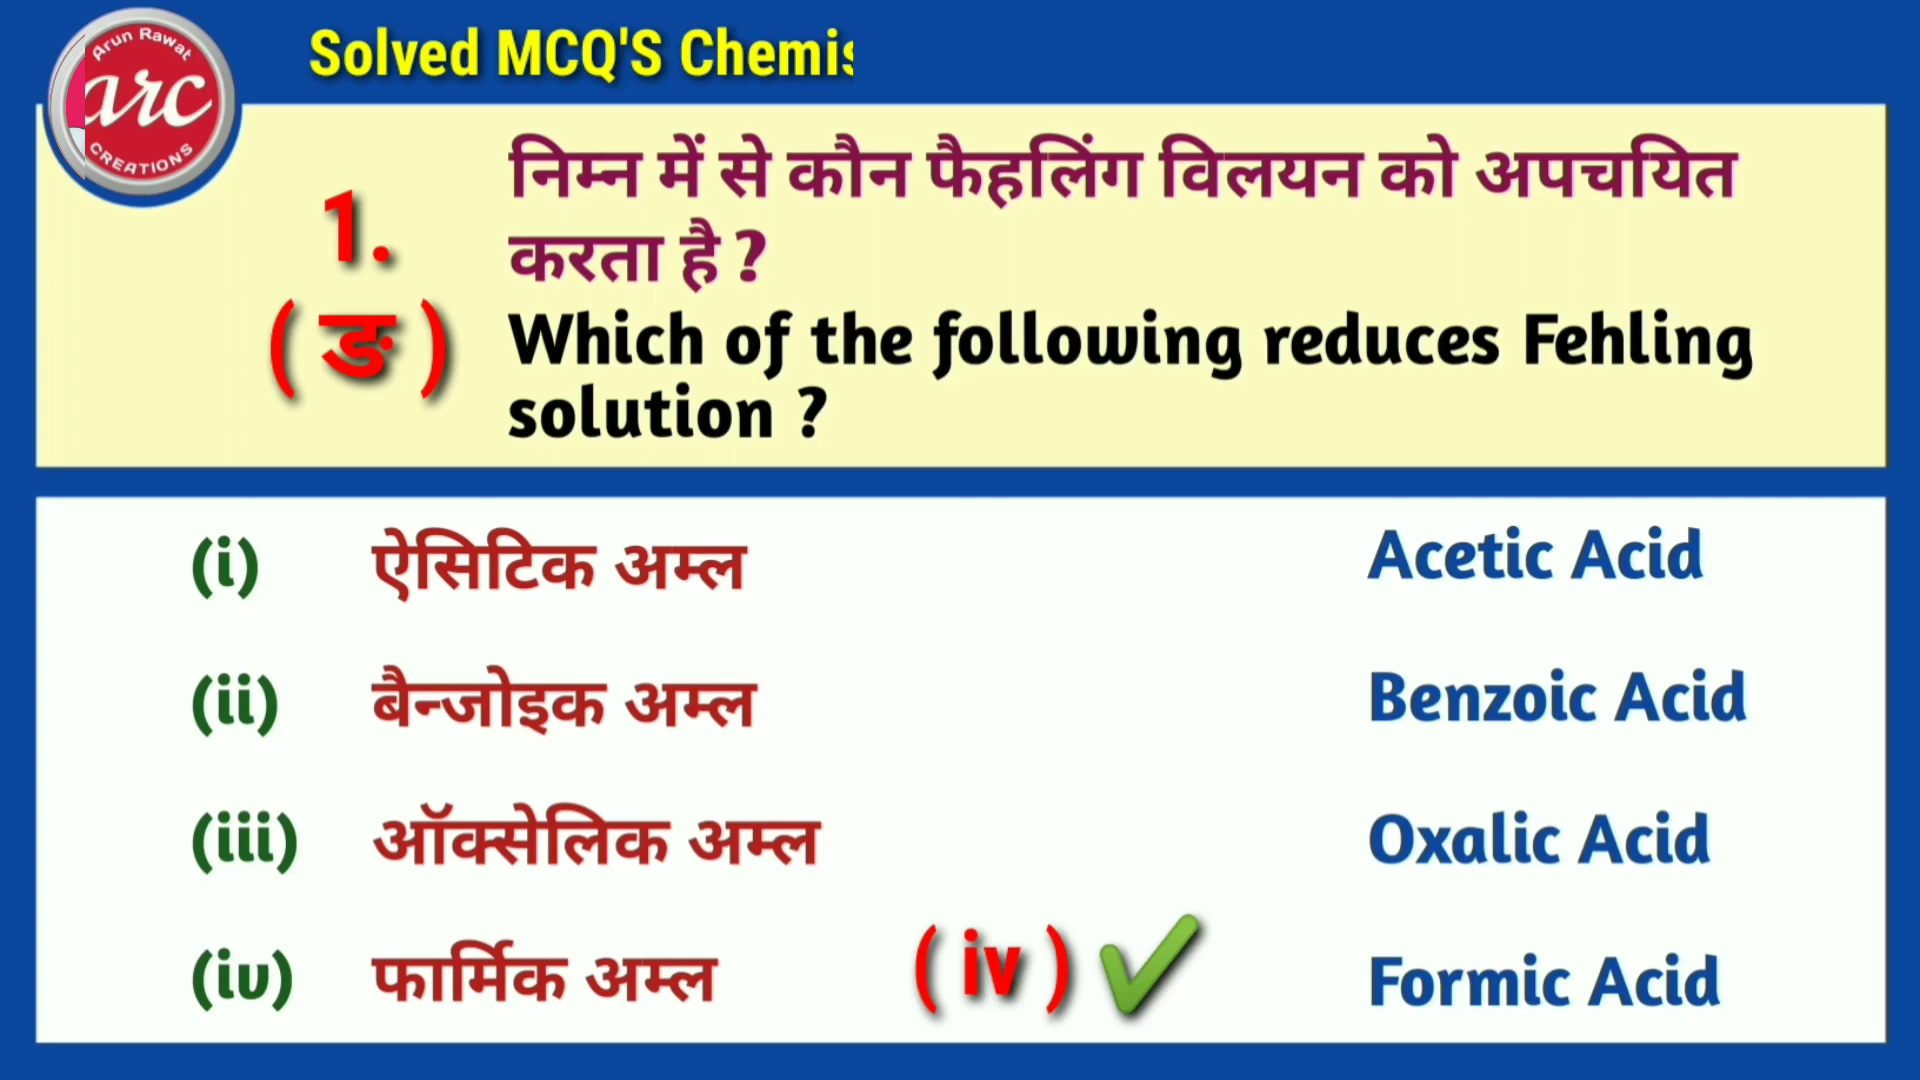 Arun Rawat
arc
CREATIONS
Solved MCQ'S Chemis
1.
( ङ )
निम्न में से कौन फैहलिंग विलयन को अपचयित
करता है ?
Which of the following reduces Fehling
solution ?
(i) ऐसिटिक अम्ल Acetic Acid
(ii) बैन्जोइक अम्ल Benzoic Acid
(iii) ऑक्सेलिक अम्ल Oxalic Acid
(iv) फार्मिक अम्ल ( iv ) Formic Acid